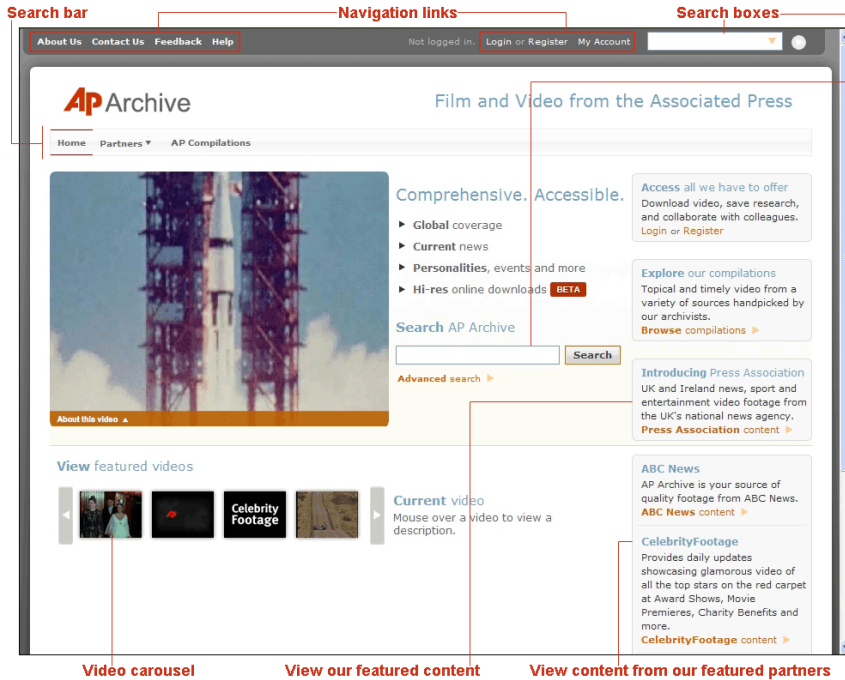 Search bar
Navigation links
Search boxes
About Us Contact Us Feedback Help
Not logged in. Login or Register My Account
AP Archive
Film and Video from the Associated Press
Home Partners ▼ AP Compilations
Comprehensive. Accessible.
Global coverage
Current news
Personalities, events and more
Hi-res online downloads BETA
Search AP Archive
Search
Advanced search
About this video ▲
Access all we have to offer
Download video, save research,
and collaborate with colleagues.
Login or Register
Explore our compilations
Topical and timely video from a
variety of sources handpicked by
our archivists.
Browse compilations
Introducing Press Association
UK and Ireland news, sport and
entertainment video footage from
the UK's national news agency.
Press Association content
View featured videos
AP
Celebrity
Footage
Current video
Mouse over a video to view a
description.
ABC News
AP Archive is your source of
quality footage from ABC News.
ABC News content
CelebrityFootage
Provides daily updates
showcasing glamorous video of
all the top stars on the red carpet
at Award Shows, Movie
Premieres, Charity Benefits and
more.
CelebrityFootage content
Video carousel
View our featured content
View content from our featured partners